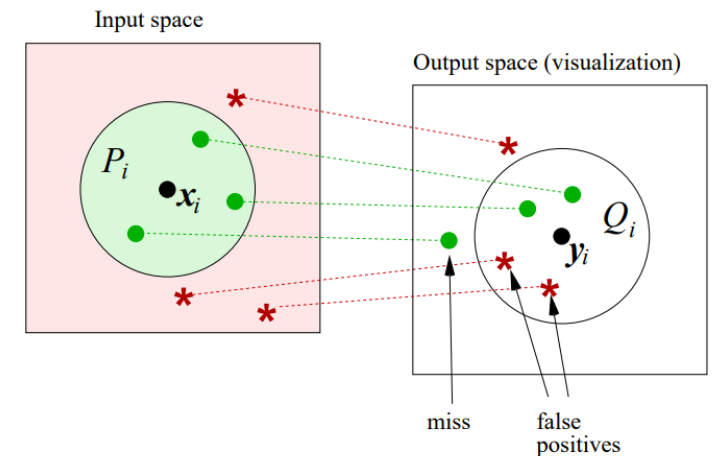 Input space
Output space (visualization)
P_i
x_i
Q_i
y_i
miss
false
positives